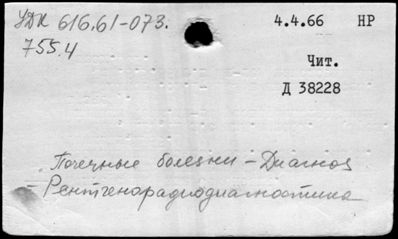 УДК 616.61-073.
755.4
4.4.66 НР
Чит.
Д 38228
Почечные болезни - Диагноз
- Рентгенорадиодиагностика